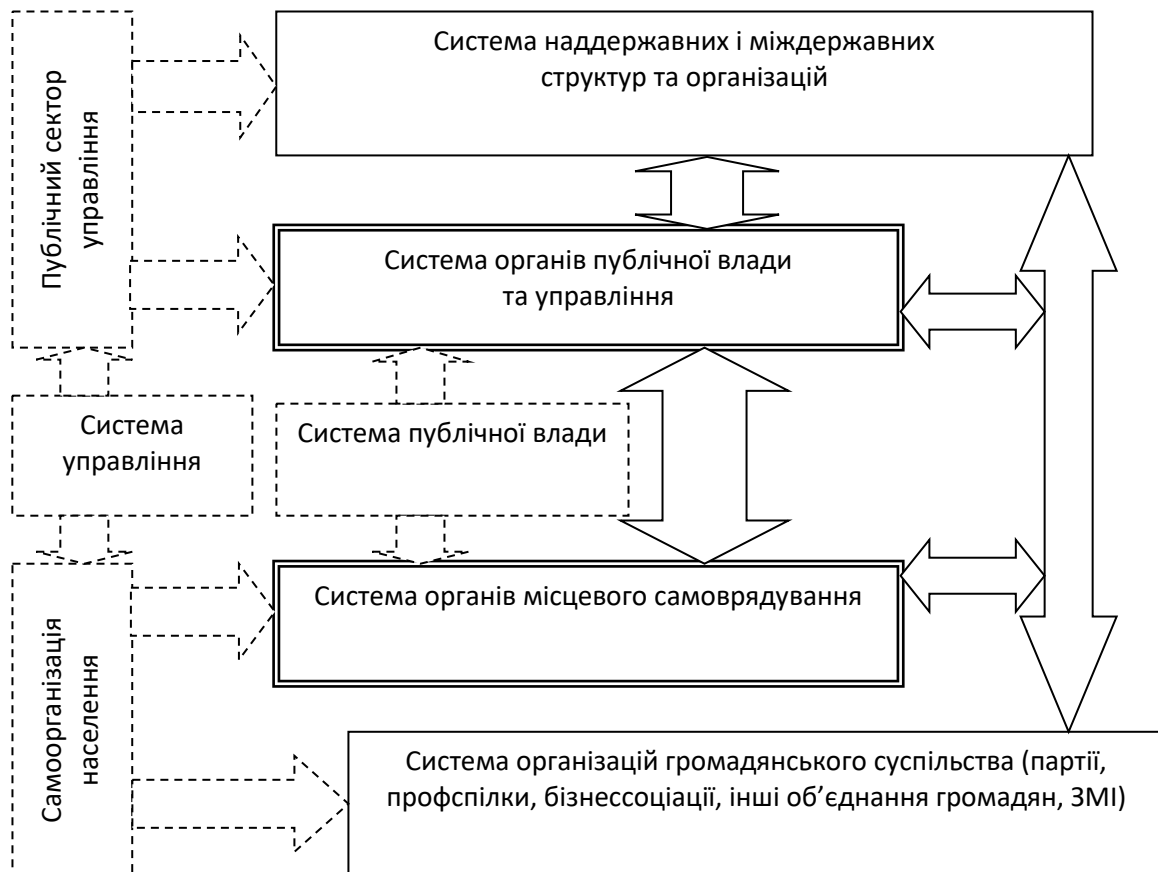 Система наддержавних і міждержавних
структур та організацій
Публічний сектор
управління
Система органів публічної влади
та управління
Система
управління
Система публічної влади
Система органів місцевого самоврядування
Самоорганізація
населення
Система організацій громадянського суспільства (партії,
профспілки, бізнессоціації, інші об’єднання громадян, ЗМІ)